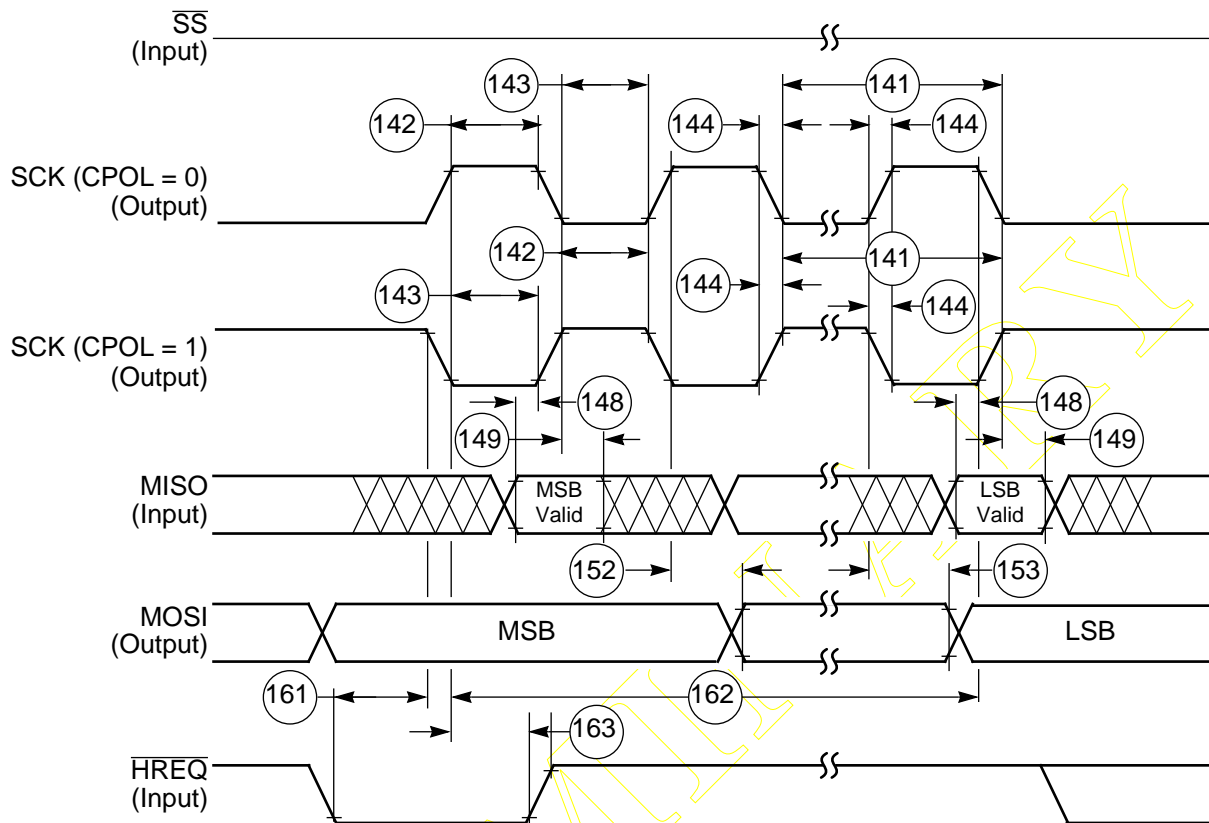 SS
(Input)
143
141
142
144
144
SCK (CPOL = 0)
(Output)
142
141
143
144
144
SCK (CPOL = 1)
(Output)
148
148
149
149
MISO
(Input)
MSB
Valid
LSB
Valid
152
153
MOSI
(Output)
MSB
LSB
161
162
163
HREQ
(Input)